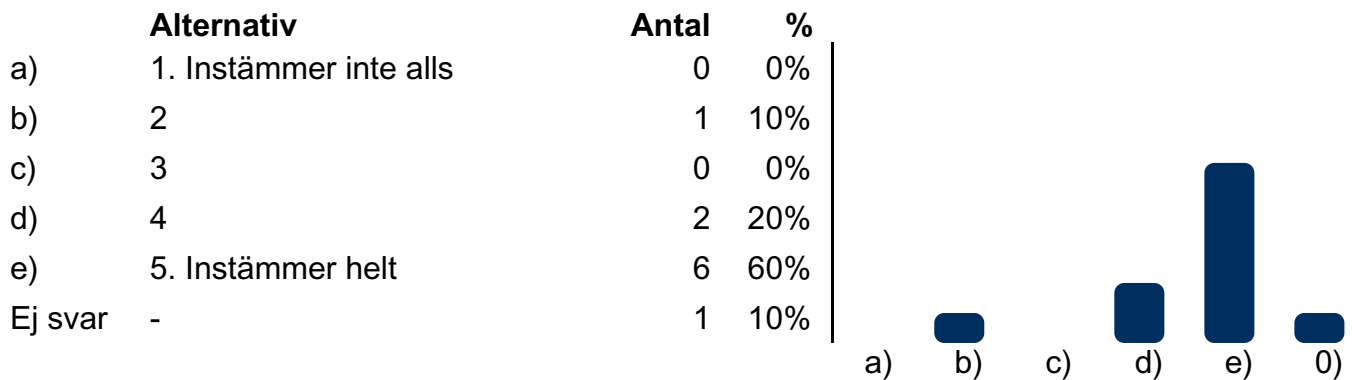 Alternativ Antal %
a) 1. Instämmer inte alls 0 0%
b) 2 1 10%
c) 3 0 0%
d) 4 2 20%
e) 5. Instämmer helt 6 60%
Ej svar - 1 10%
a) b) c) d) e) 0)